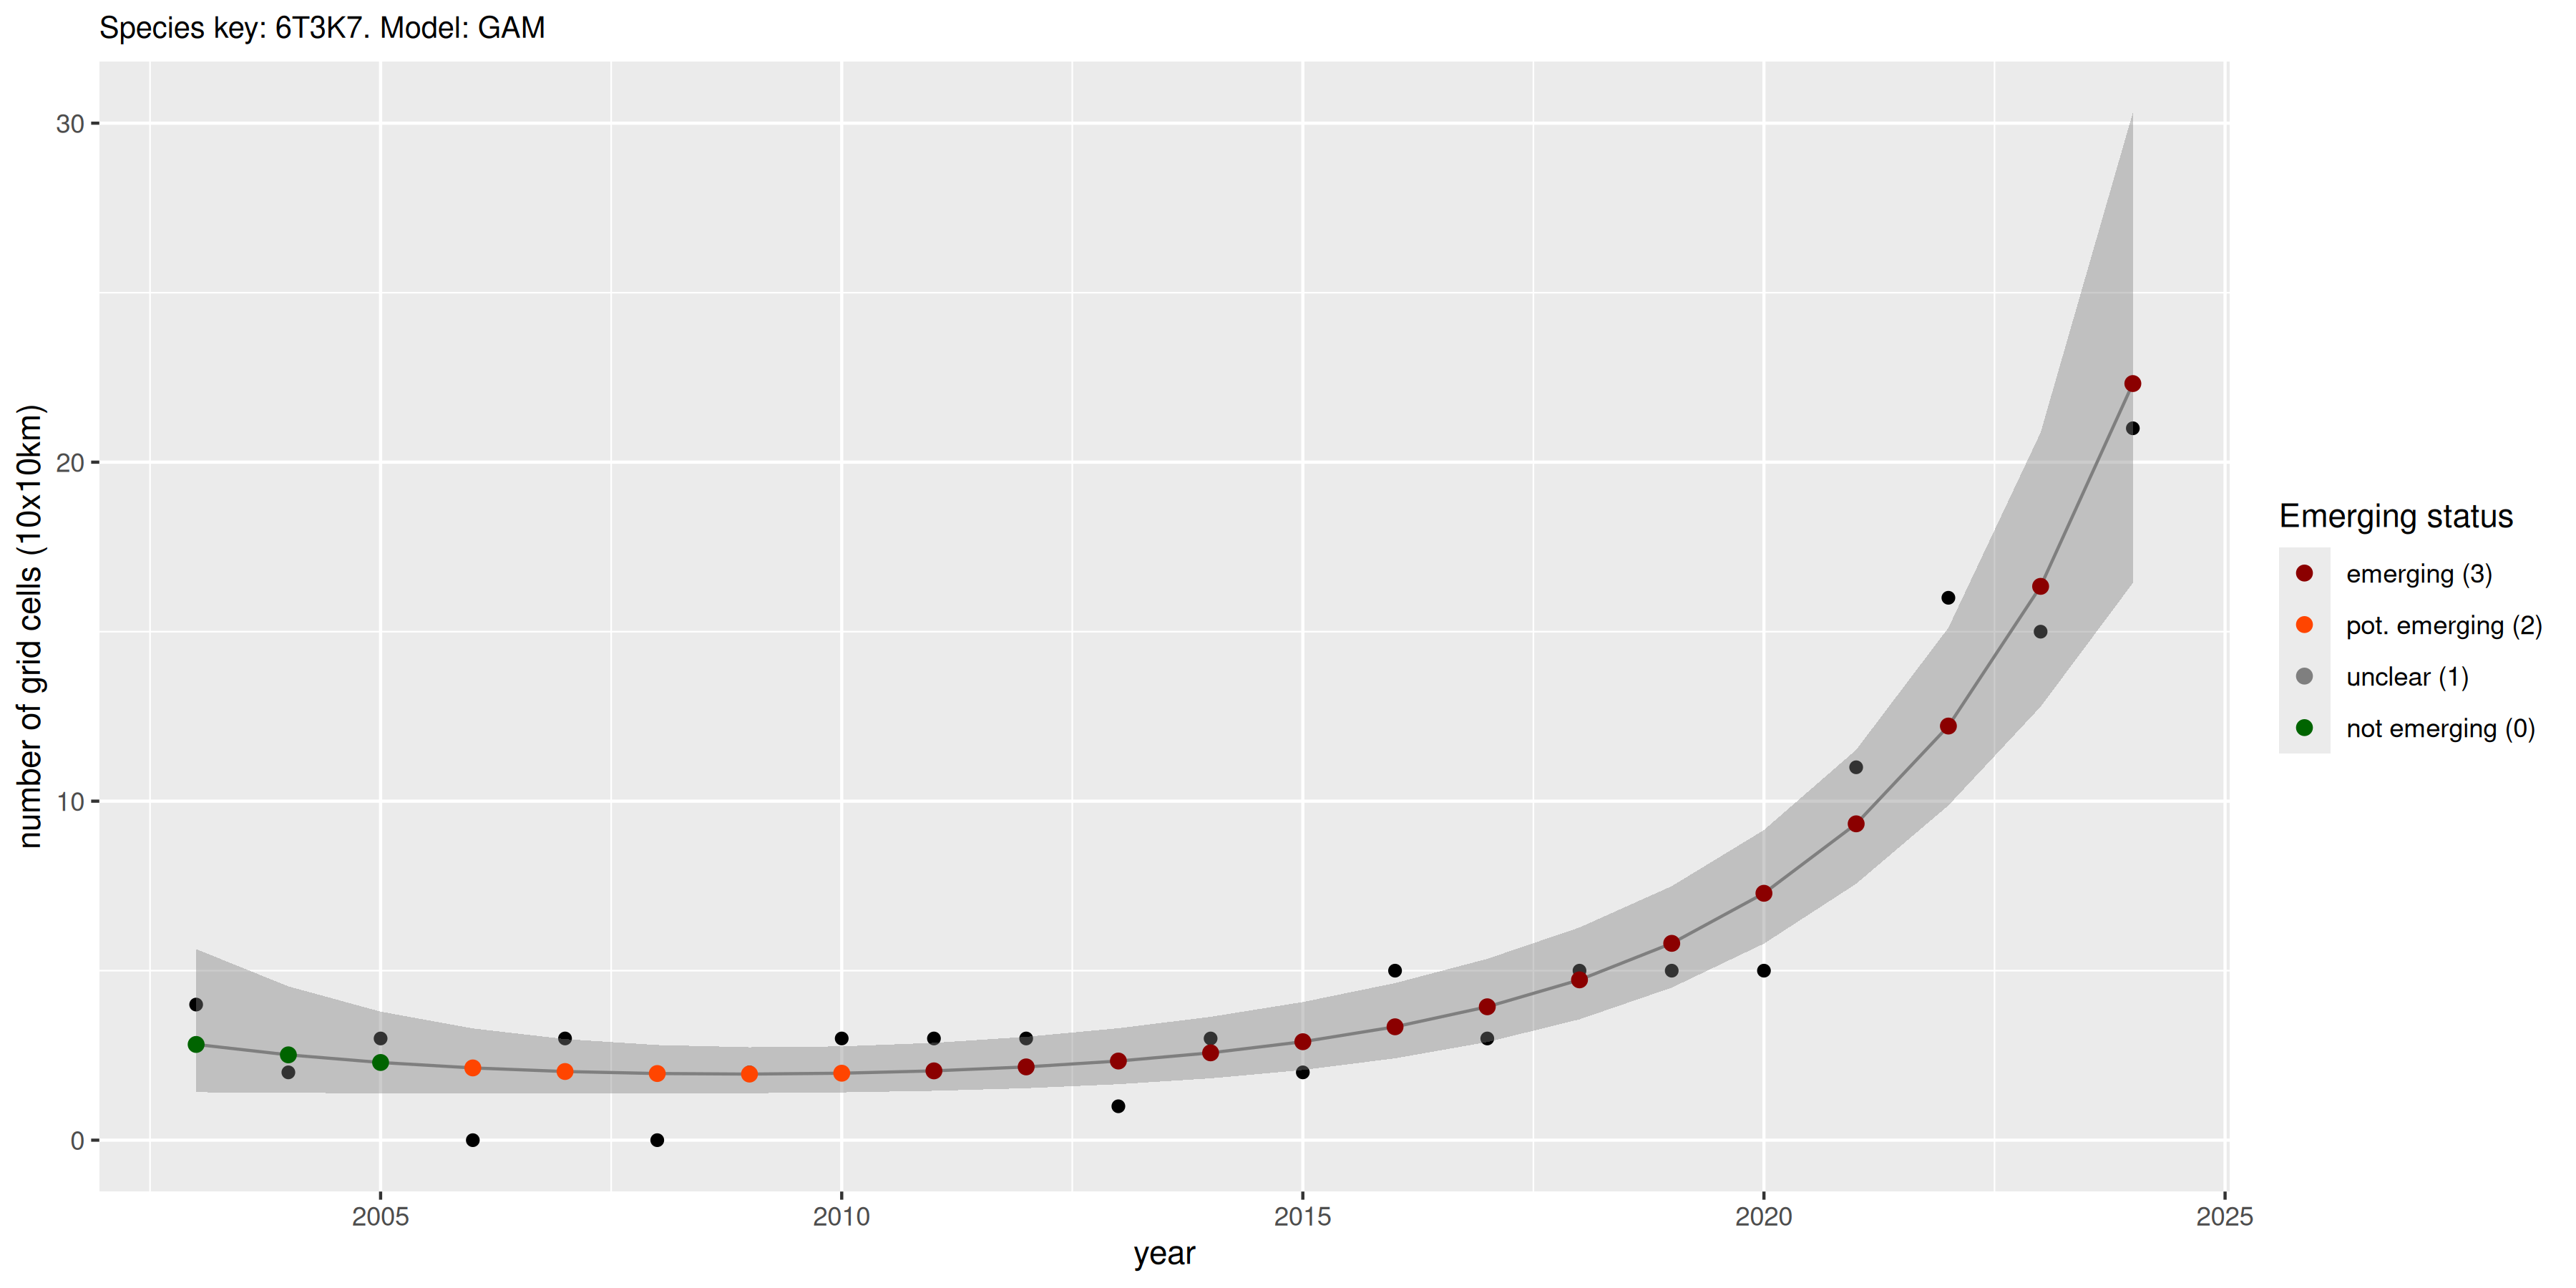 Species key: 6T3K7. Model: GAM
30
20
10
0
number of grid cells (10x10km)
2005
2010
2015
2020
2025
year
Emerging status
emerging (3)
pot. emerging (2)
unclear (1)
not emerging (0)